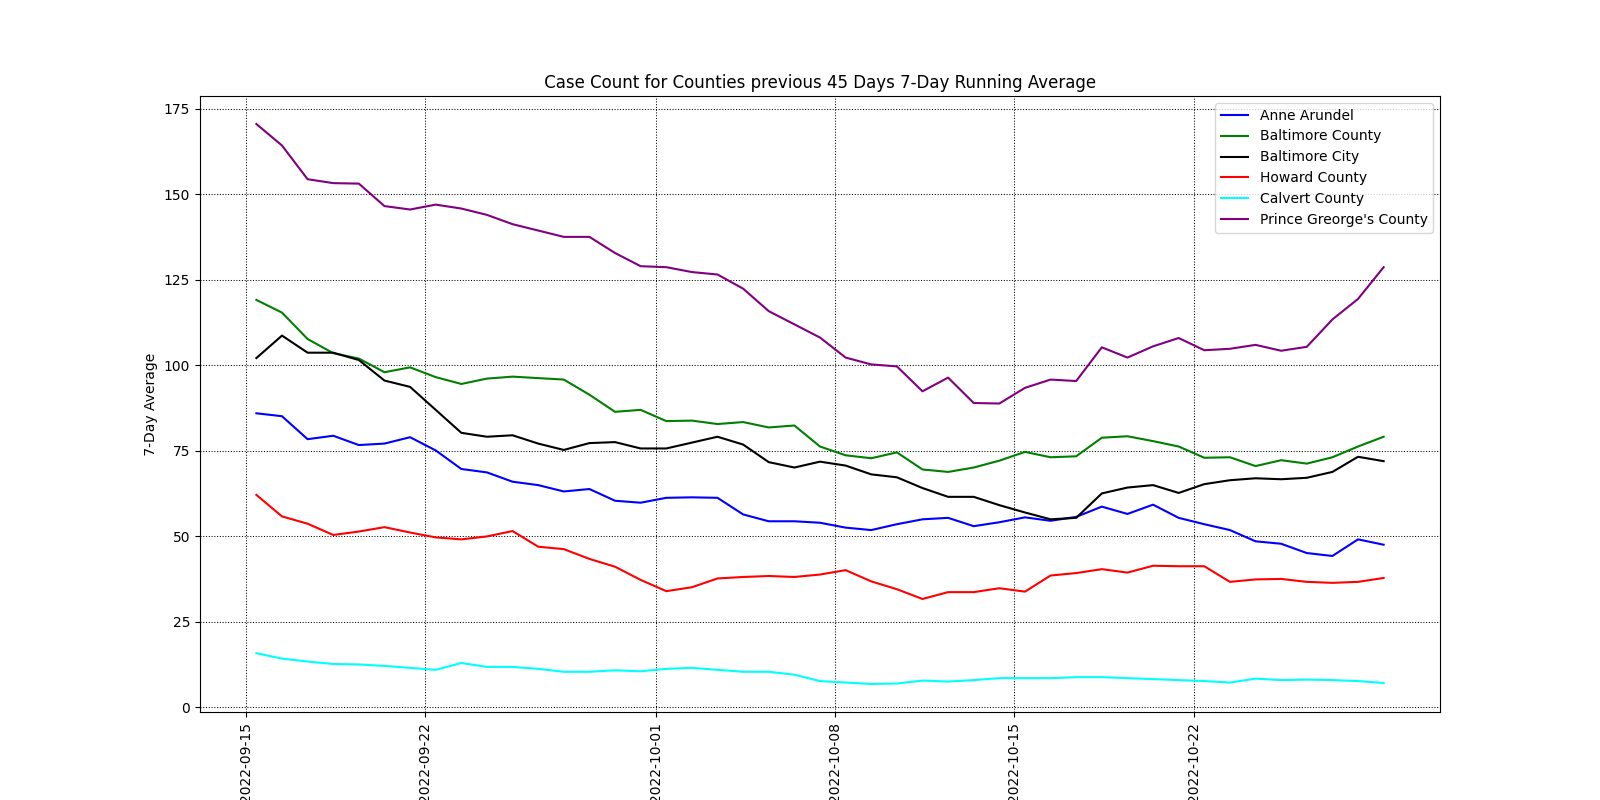 Case Count for Counties previous 45 Days 7-Day Running Average
175
150
125
100
75
50
25
0
7-Day Average
Anne Arundel
Baltimore County
Baltimore City
Howard County
Calvert County
Prince Greorge's County
2022-09-15
2022-09-22
2022-10-01
2022-10-08
2022-10-15
2022-10-22